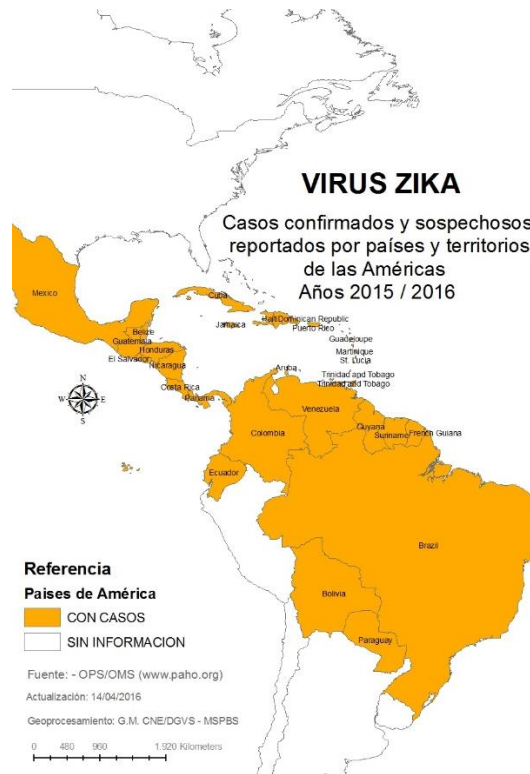 VIRUS ZIKA
Casos confirmados y sospechosos
reportados por países y territorios
de las Américas
Años 2015 / 2016
Mexico
Cuba
Haiti
Dominican Republic
Jamaica
Puerto Rico
Belize
Guatemala
Honduras
El Salvador
Nicaragua
Guadeloupe
Martinique
St. Lucia
Aruba
Trinidad and Tobago
Trinidad and Tobago
Costa Rica
Panama
Venezuela
Guyana
Suriname
French Guiana
Colombia
Ecuador
Brazil
Bolivia
Paraguay
N
W
E
S
Referencia
Paises de América
CON CASOS
SIN INFORMACION
Fuente: - OPS/OMS (www.paho.org)
Actualización: 14/04/2016
Geoprocesamiento: G.M. CNE/DGVS - MSPBS
0 480 960 1.920 Kilometers